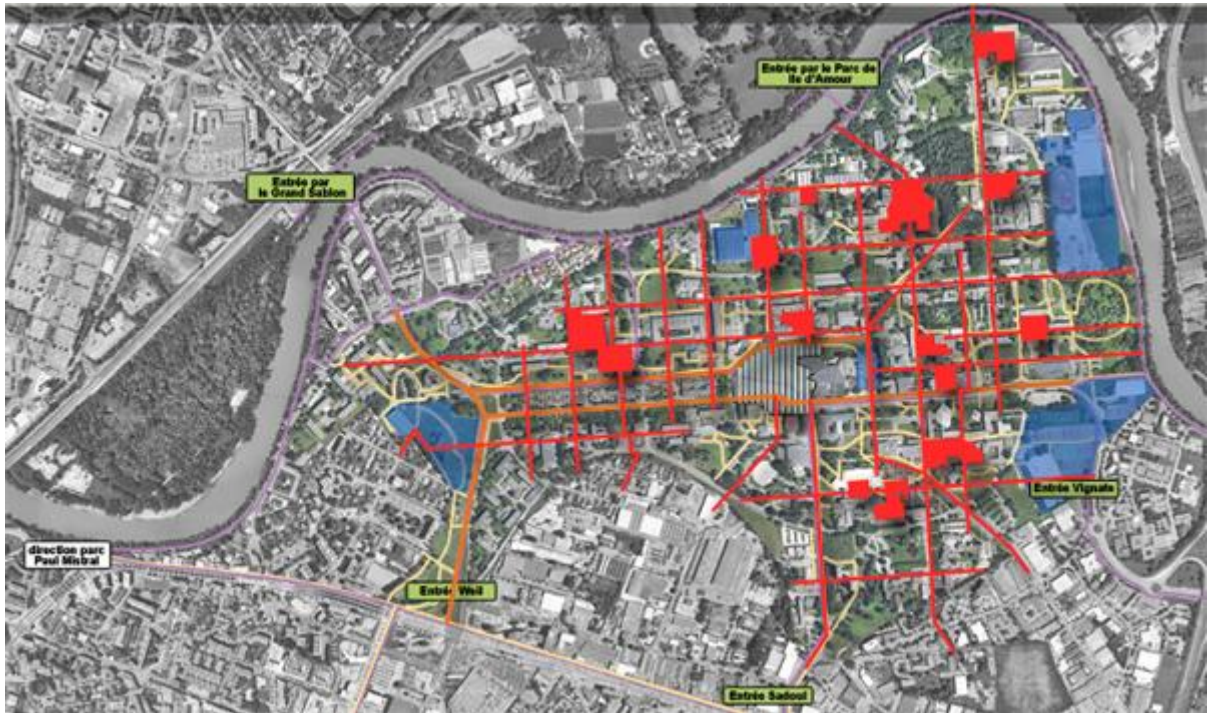 Entrée par le Parc de
Ile d'Amour
Entrée par
le Grand Sablon
Entrée Vignate
direction parc
Paul Mistral
Entrée Weil
Entrée Sadoul